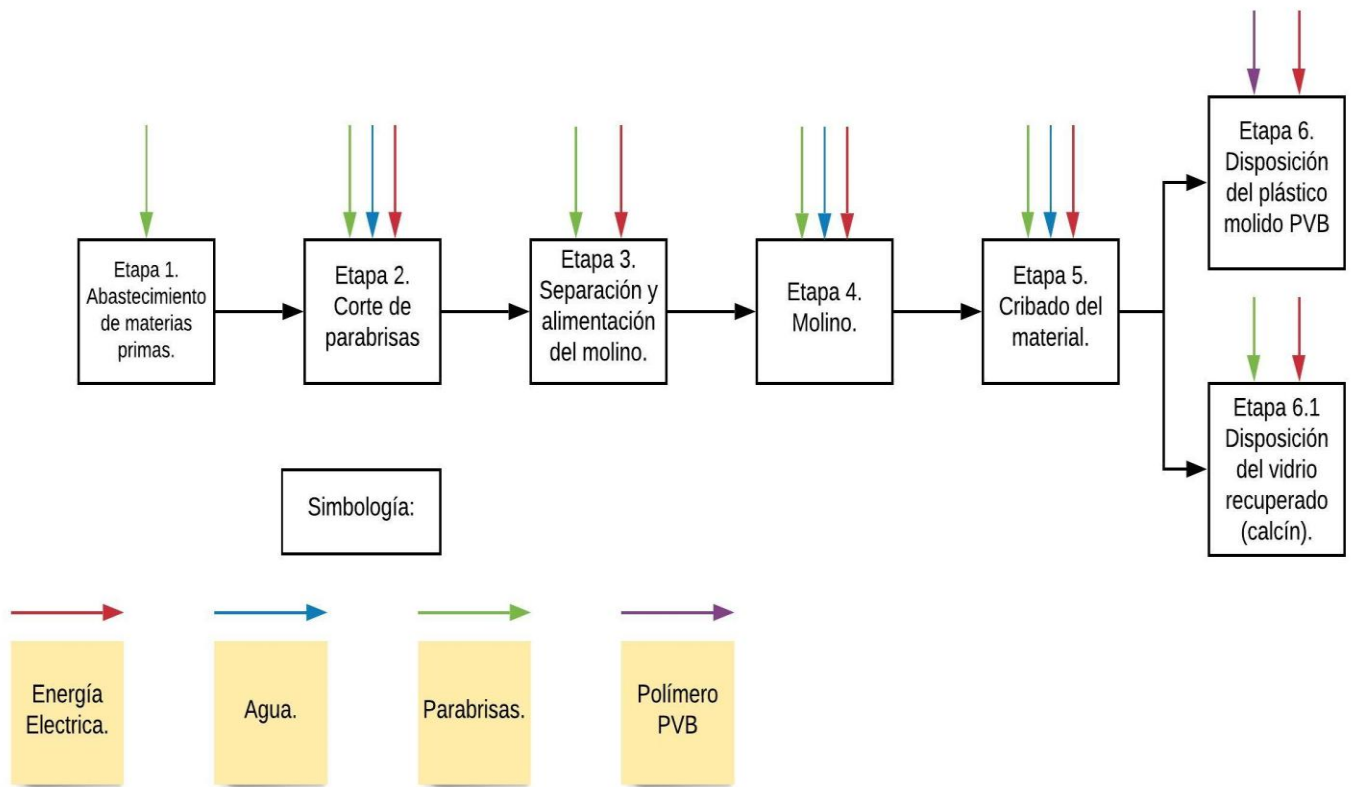 Etapa 1.
Abastecimiento
de materias
primas.
Etapa 2.
Corte de
parabrisas
Etapa 3.
Separación y
alimentación
del molino.
Etapa 4.
Molino.
Etapa 5.
Cribado del
material.
Etapa 6.
Disposición
del plástico
molido PVB
Etapa 6.1
Disposición
del vidrio
recuperado
(calcín).
Simbología:
Energía
Electrica.
Agua.
Parabrisas.
Polímero
PVB